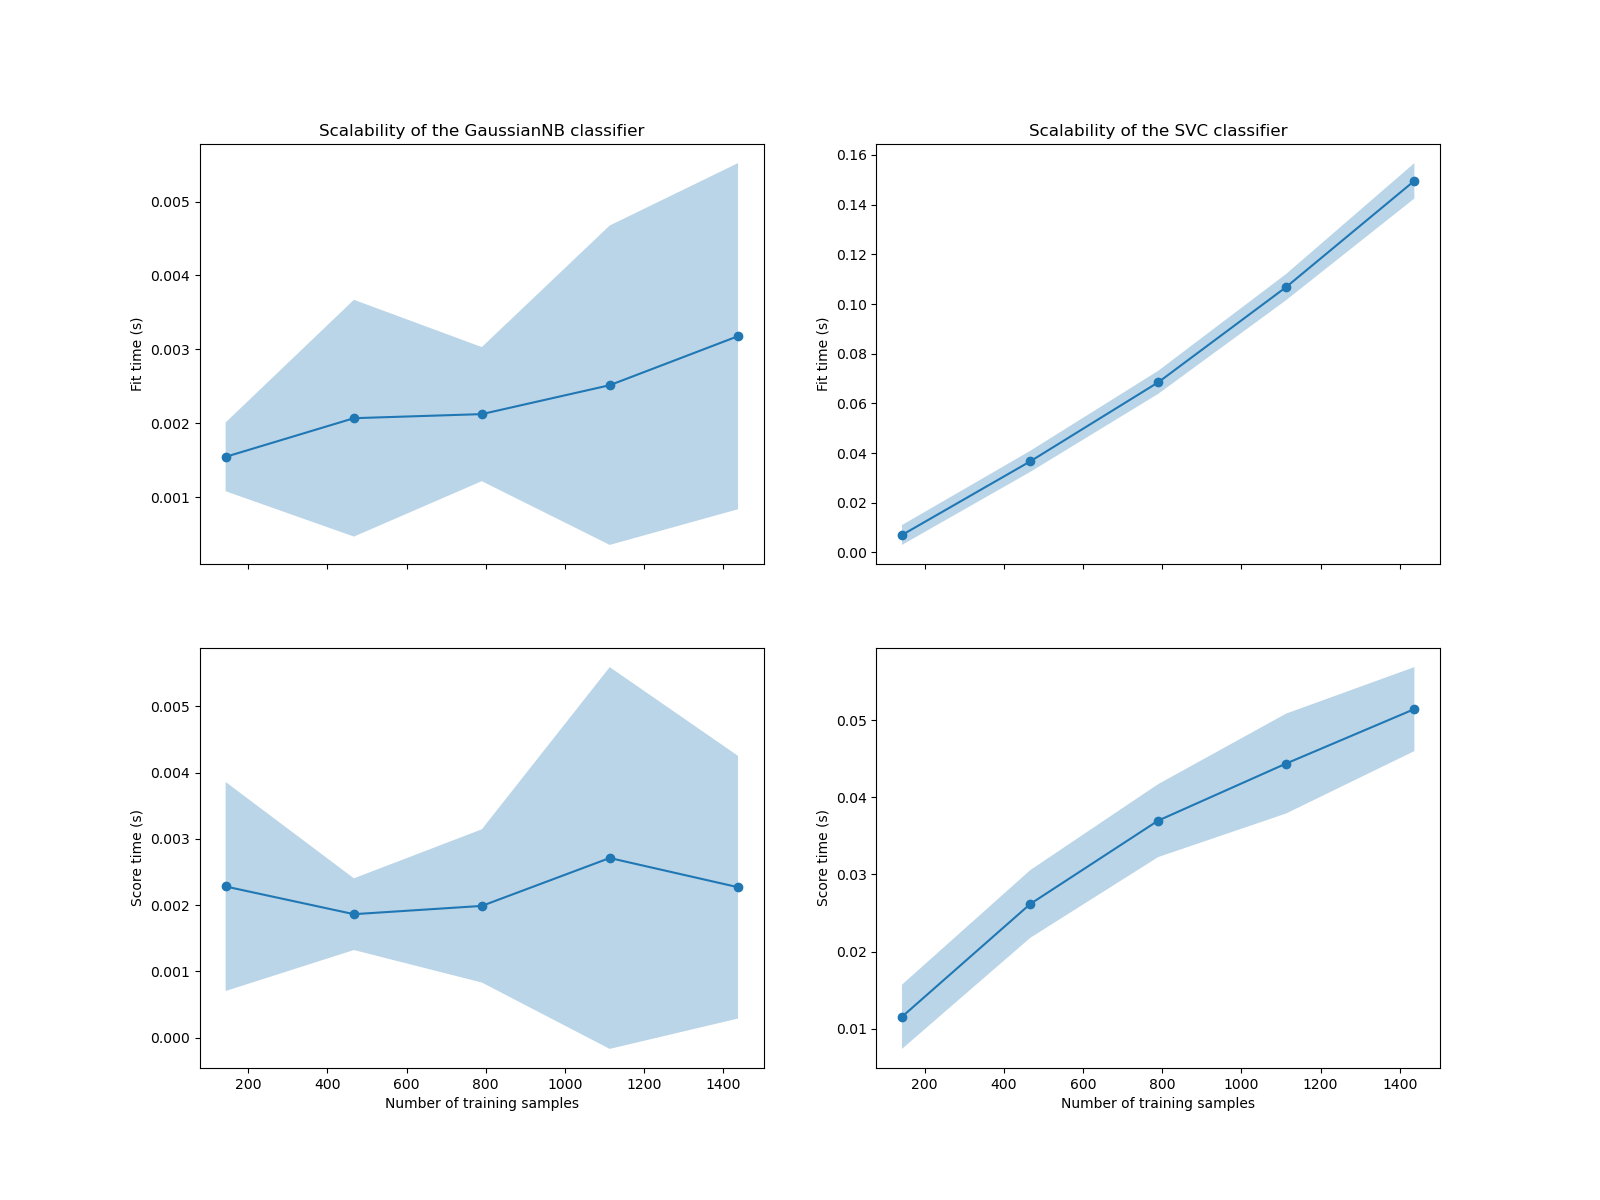 Scalability of the GaussianNB classifier
Fit time (s)
0.005
0.004
0.003
0.002
0.001
Scalability of the SVC classifier
Fit time (s)
0.16
0.14
0.12
0.10
0.08
0.06
0.04
0.02
0.00
Score time (s)
0.005
0.004
0.003
0.002
0.001
0.000
200 400 600 800 1000 1200 1400
Number of training samples
Score time (s)
0.05
0.04
0.03
0.02
0.01
200 400 600 800 1000 1200 1400
Number of training samples